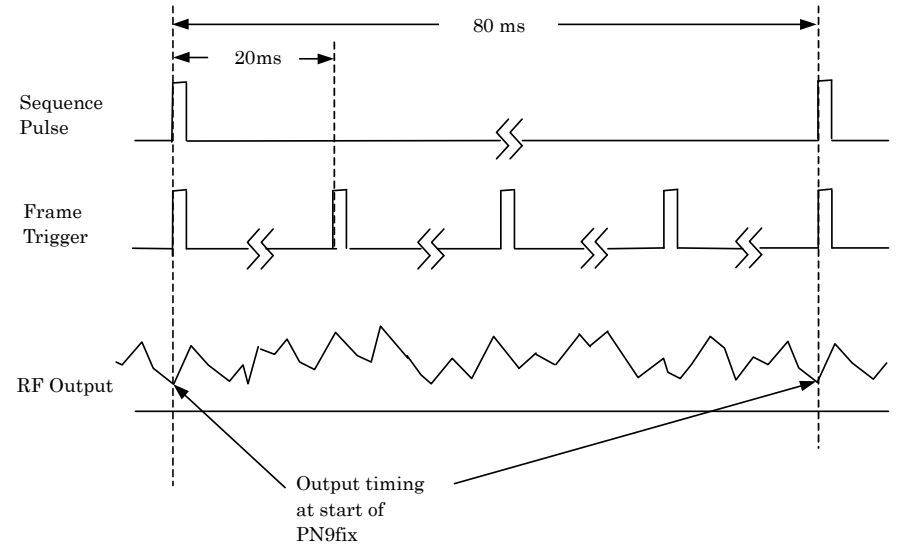 80 ms
20ms
Sequence
Pulse
Frame
Trigger
RF Output
Output timing
at start of
PN9fix